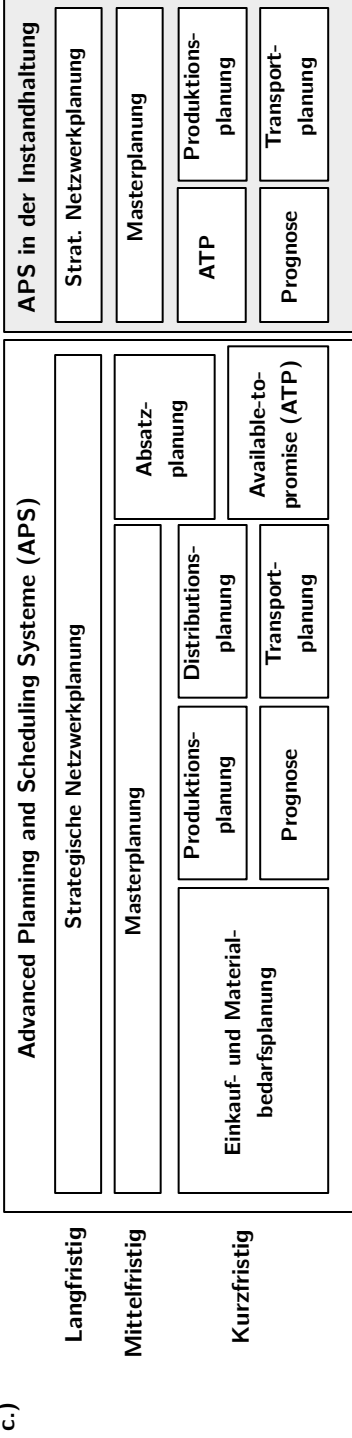 c.)
Advanced Planning and Scheduling Systeme (APS)
APS in der Instandhaltung
Langfristig
Strategische Netzwerkplanung
Strat. Netzwerkplanung
Mittelfristig
Masterplanung
Absatz-
planung
Masterplanung
Kurzfristig
Einkauf- und Material-
bedarfsplanung
Produktions-
planung
Distributions-
planung
Prognose
Transport-
planung
Available-to-
promise (ATP)
ATP
Produktions-
planung
Prognose
Transport-
planung